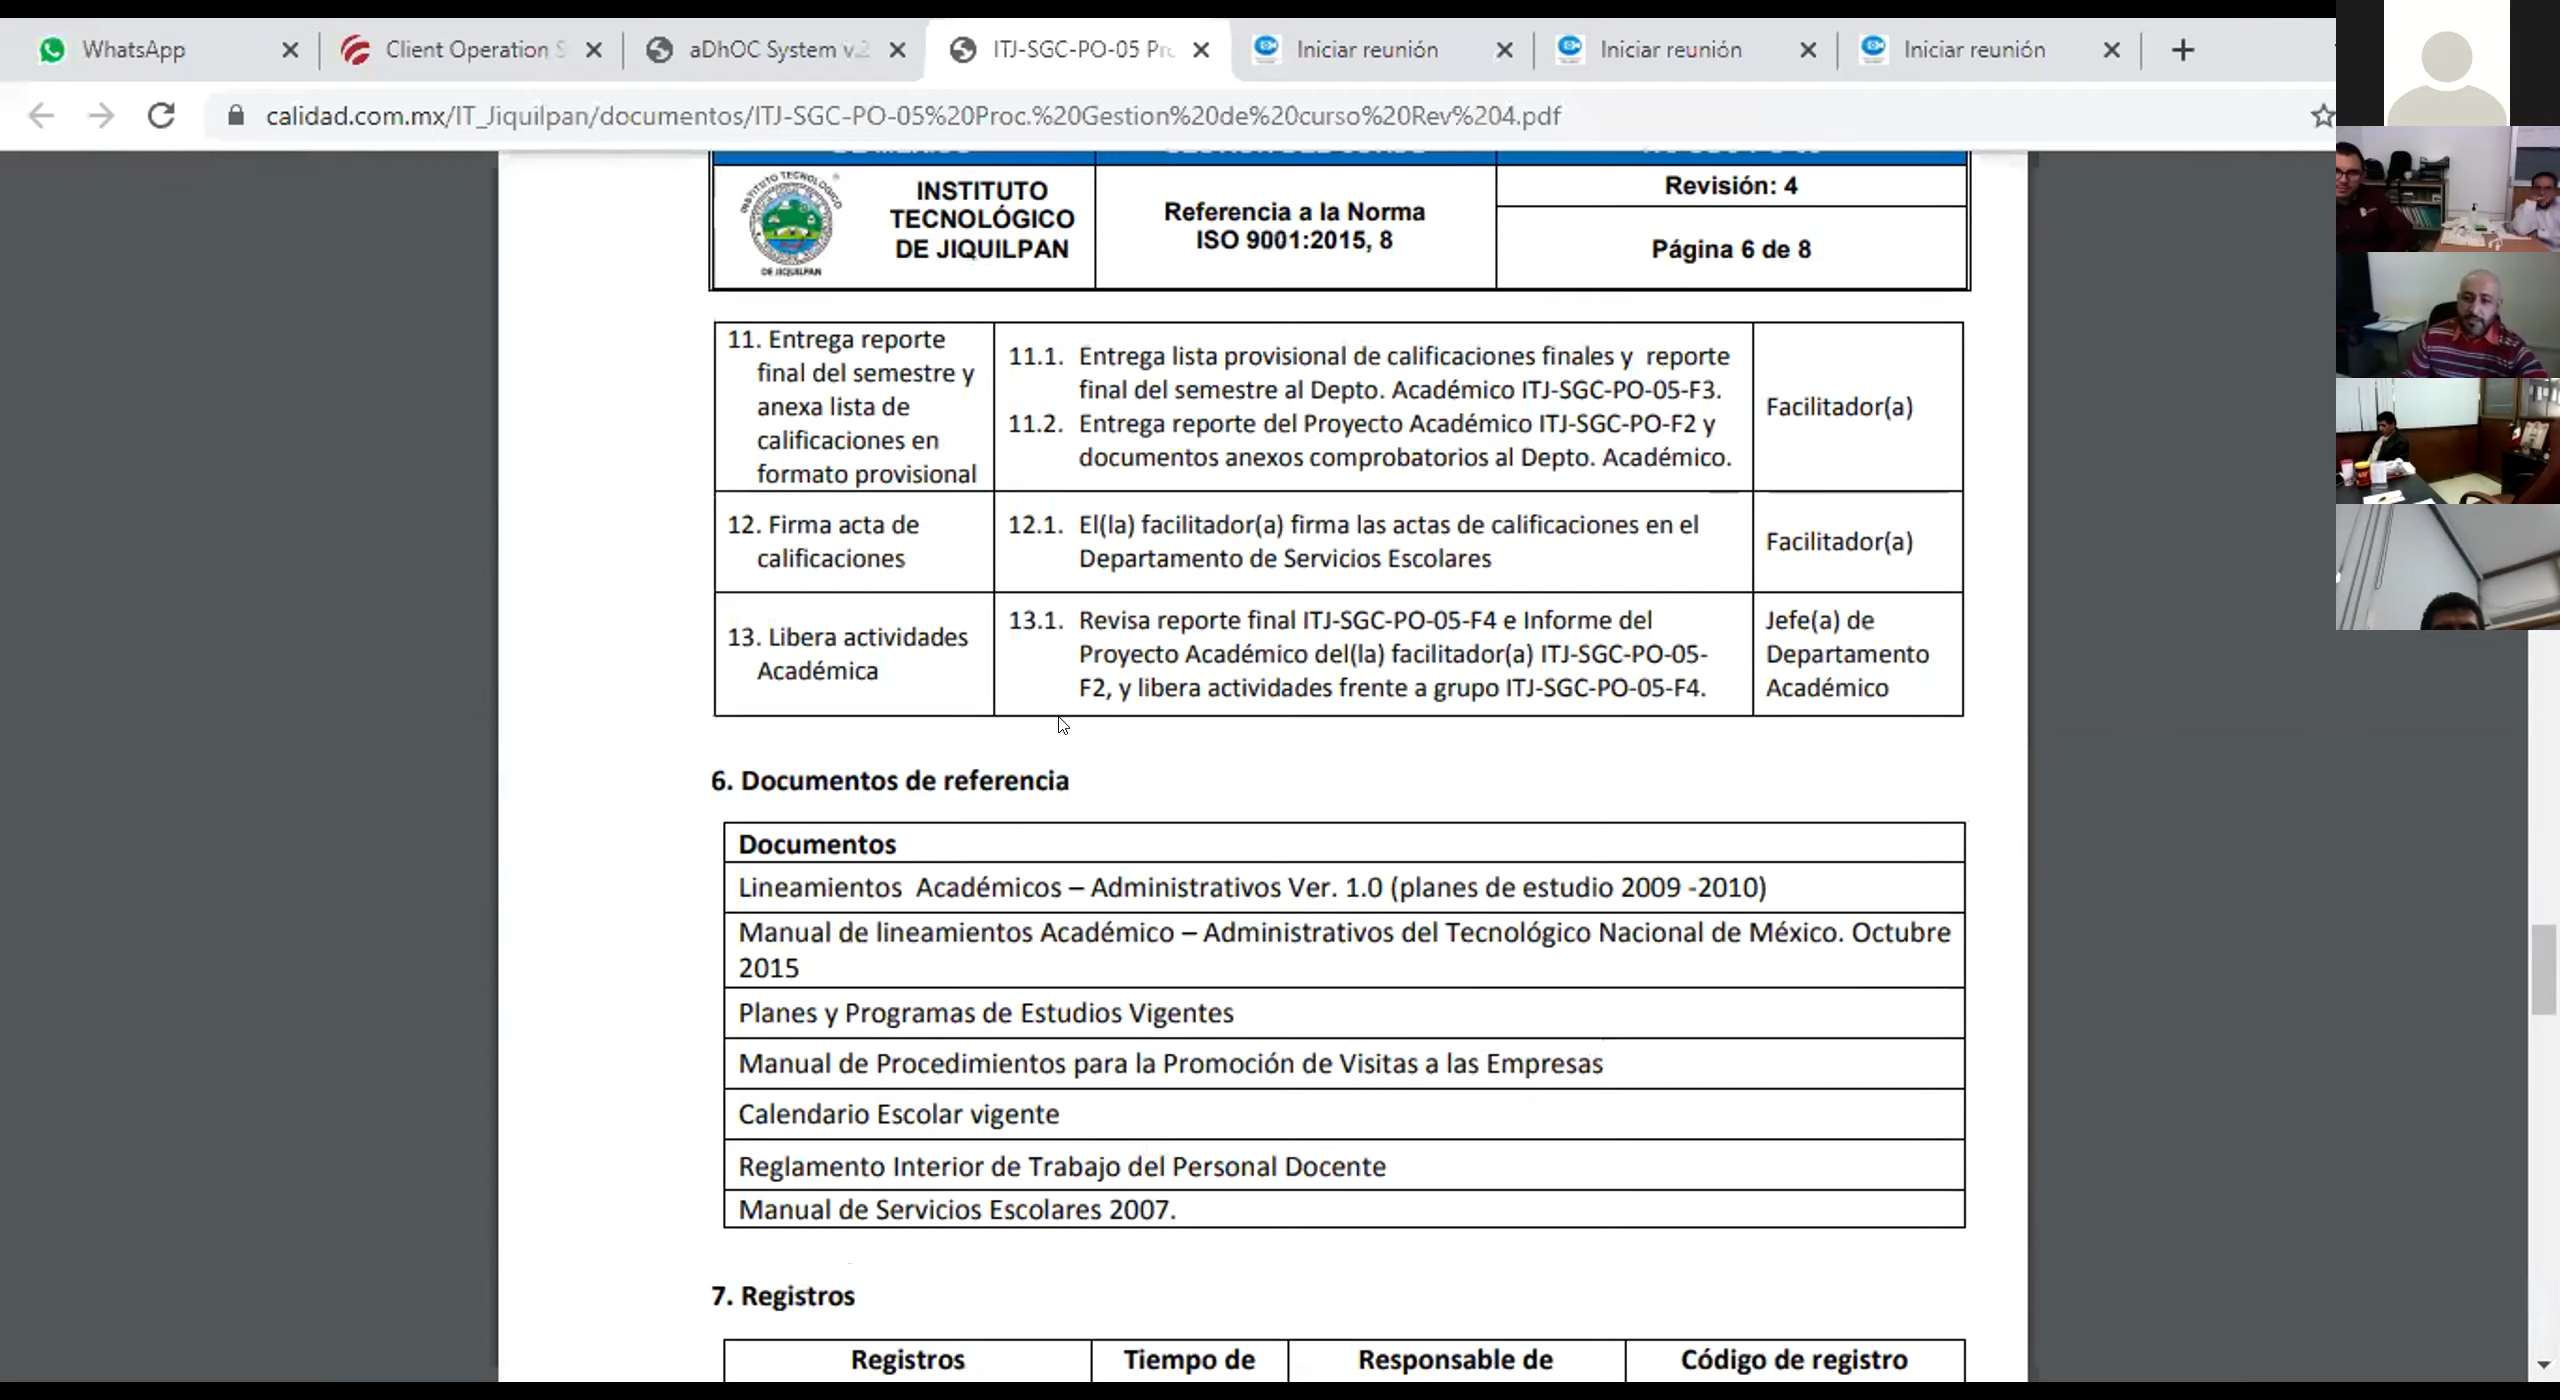 WhatsApp
Client Operation S
aDhOC System v.2
ITJ-SGC-PO-05 Pro
Iniciar reunión
Iniciar reunión
Iniciar reunión
calidad.com.mx/IT_Jiquilpan/documentos/ITJ-SGC-PO-05%20Proc.%20Gestion%20de%20curso%20Rev%204.pdf
INSTITUTO TECNOLOGICO
DE JIQUILPAN
INSTITUTO
TECNOLÓGICO
DE JIQUILPAN
Referencia a la Norma
ISO 9001:2015, 8
Revisión: 4
Página 6 de 8
11. Entrega reporte
final del semestre y
anexa lista de
calificaciones en
formato provisional
11.1. Entrega lista provisional de calificaciones finales y reporte
final del semestre al Depto. Académico ITJ-SGC-PO-05-F3.
11.2. Entrega reporte del Proyecto Académico ITJ-SGC-PO-F2 y
documentos anexos comprobatorios al Depto. Académico.
Facilitador(a)
12. Firma acta de
calificaciones
12.1. El(la) facilitador(a) firma las actas de calificaciones en el
Departamento de Servicios Escolares
Facilitador(a)
13. Libera actividades
Académica
13.1. Revisa reporte final ITJ-SGC-PO-05-F4 e Informe del
Proyecto Académico del(la) facilitador(a) ITJ-SGC-PO-05-
F2, y libera actividades frente a grupo ITJ-SGC-PO-05-F4.
Jefe(a) de
Departamento
Académico
6. Documentos de referencia
Documentos
Lineamientos Académicos – Administrativos Ver. 1.0 (planes de estudio 2009 -2010)
Manual de lineamientos Académico – Administrativos del Tecnológico Nacional de México. Octubre
2015
Planes y Programas de Estudios Vigentes
Manual de Procedimientos para la Promoción de Visitas a las Empresas
Calendario Escolar vigente
Reglamento Interior de Trabajo del Personal Docente
Manual de Servicios Escolares 2007.
7. Registros
Registros
Tiempo de
Responsable de
Código de registro